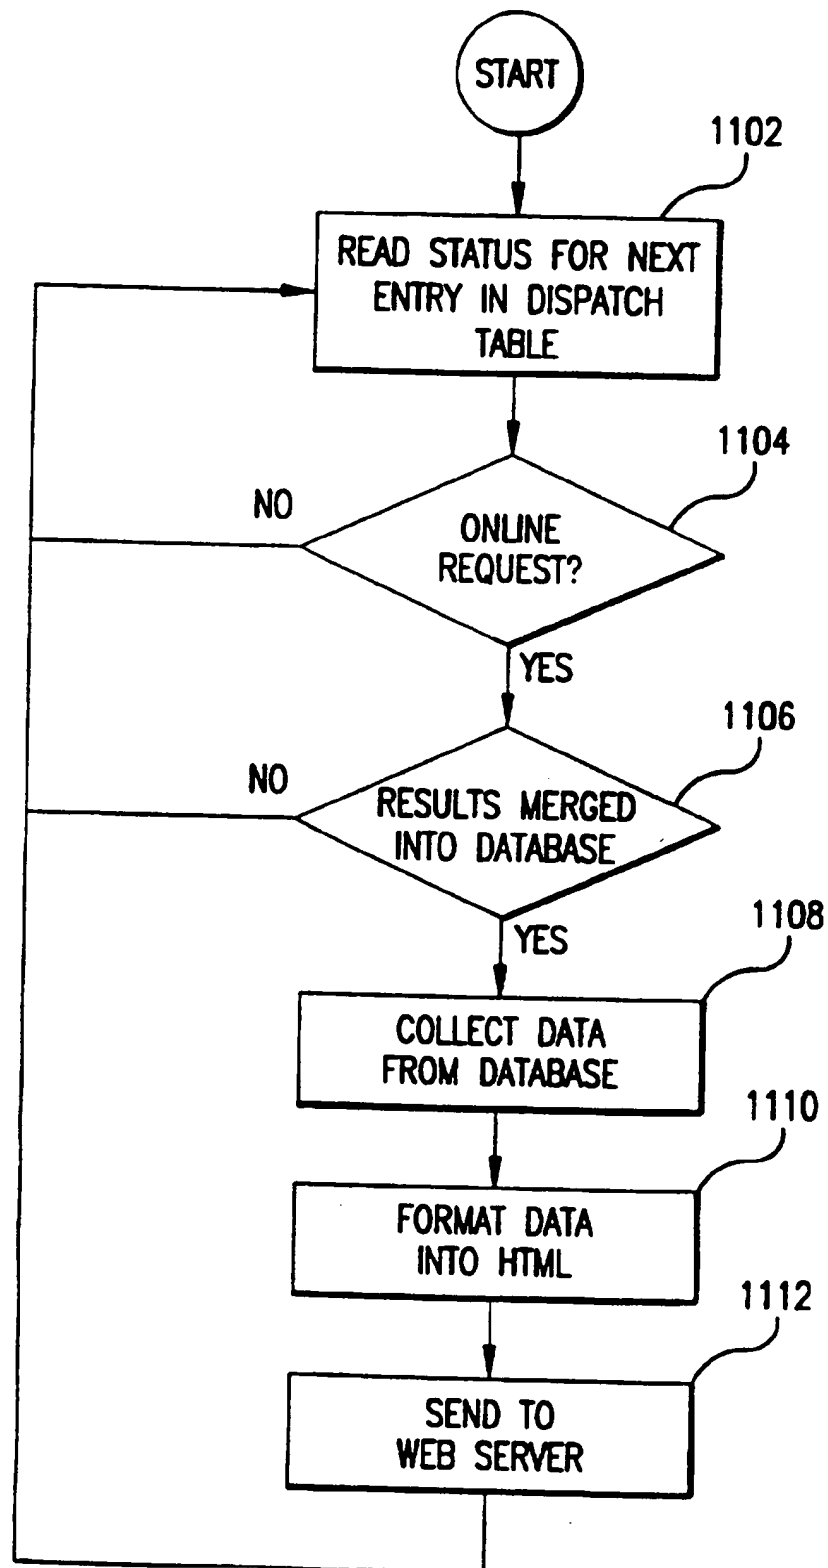 START
1102
READ STATUS FOR NEXT
ENTRY IN DISPATCH
TABLE
1104
NO
ONLINE
REQUEST?
YES
1106
NO
RESULTS MERGED
INTO DATABASE
YES
1108
COLLECT DATA
FROM DATABASE
1110
FORMAT DATA
INTO HTML
1112
SEND TO
WEB SERVER